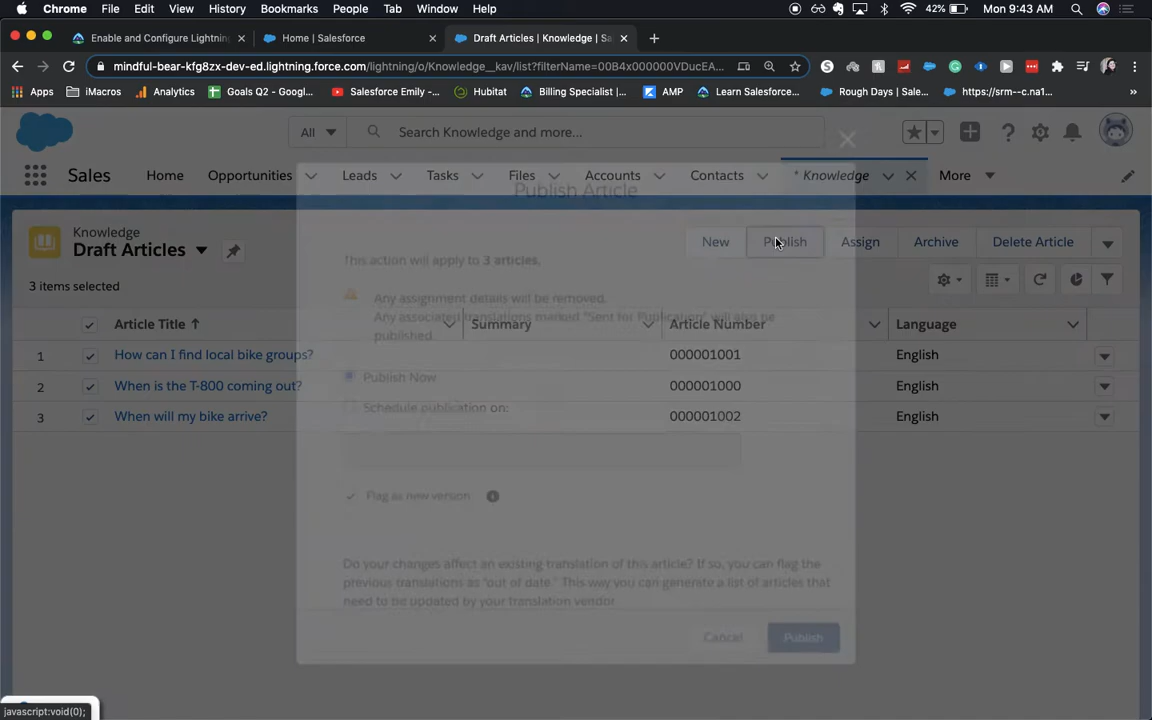 Chrome File Edit View History Bookmarks People Tab Window Help 42% Mon 9:43 AM
Enable and Configure Lightnin Home | Salesforce Draft Articles | Knowledge | Sa
mindful-bear-kfg8zx-dev-ed.lightning.force.com/lightning/o/Knowledge__kav/list?filterName=00B4x000000VDucEA...
Apps iMacros Analytics Goals Q2 - Googl... Salesforce Emily -... Hubitat Billing Specialist |... AMP Learn Salesforce... Rough Days | Sale... https://srm--c.na1... »
All Search Knowledge and more...
Publish Article
Sales Home Opportunities Leads Tasks Files Accounts Contacts * Knowledge More
Knowledge
Draft Articles
New Publish Assign Archive Delete Article
This action will apply to 3 articles.
3 items selected
Any assignment details will be removed.
Any associated translations marked "Sent for Publication" will also be
published.
Article Title ↑ Summary Article Number Language
1 How can I find local bike groups? 000001001 English
2 When is the T-800 coming out? 000001000 English
3 When will my bike arrive? 000001002 English
Publish Now
Schedule publication on:
Flag as new version
Do your changes affect an existing translation of this article? If so, you can flag the
previous translations as "out of date." This way you can generate a list of articles that
need to be updated by your translation vendor.
Cancel Publish
javascript:void(0);